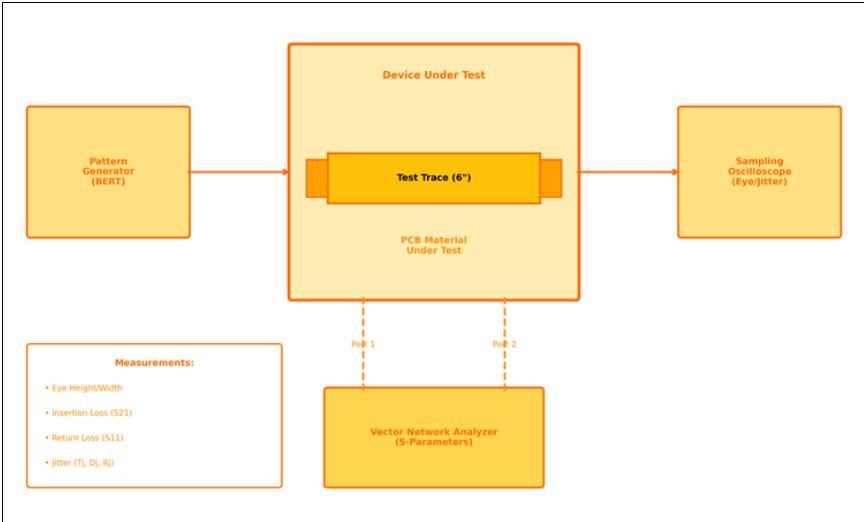 Device Under Test
Pattern
Generator
(BERT)
Test Trace (6")
Sampling
Oscilloscope
(Eye/Jitter)
PCB Material
Under Test
Port 1
Port 2
Measurements:
• Eye Height/Width
• Insertion Loss (S21)
• Return Loss (S11)
• Jitter (Tj, Dj, Rj)
Vector Network Analyzer
(S-Parameters)